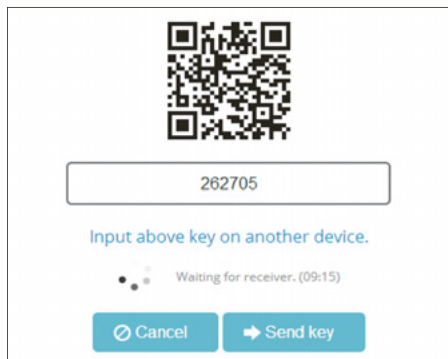 262705
Input above key on another device.
Waiting for receiver. (09:15)
Cancel
Send key